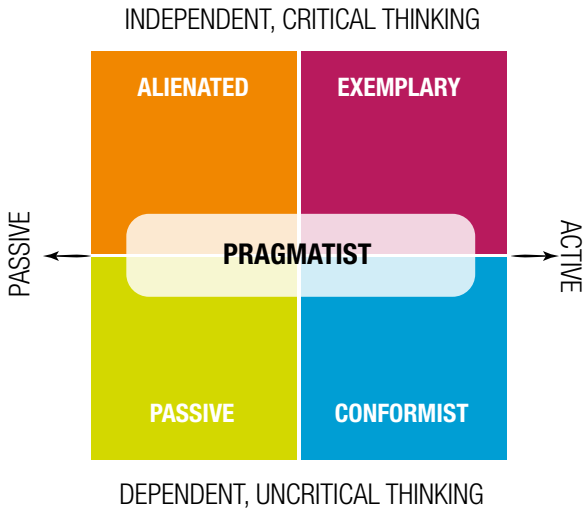 INDEPENDENT, CRITICAL THINKING
ALIENATED
EXEMPLARY
PASSIVE
PRAGMATIST
ACTIVE
PASSIVE
CONFORMIST
DEPENDENT, UNCRITICAL THINKING